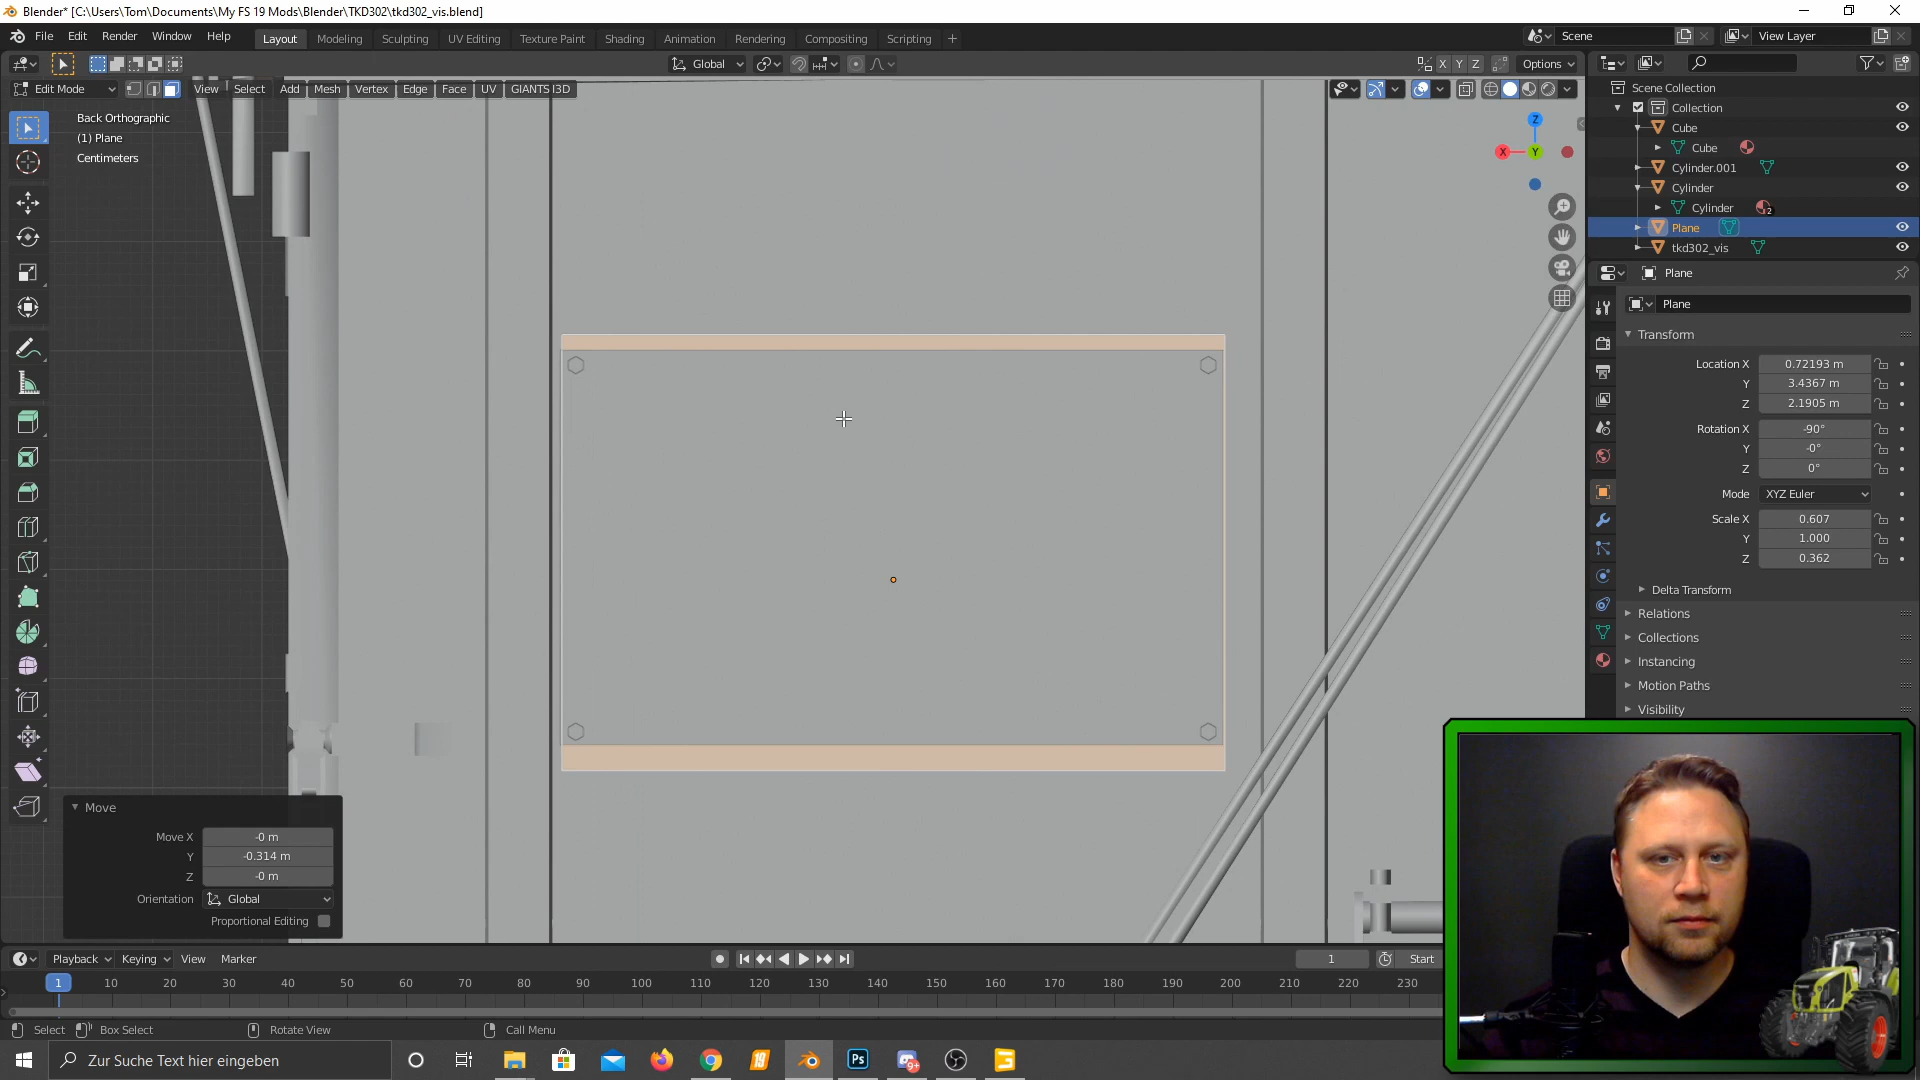 Blender* [C:\Users\Tom\Documents\My FS 19 Mods\Blender\TKD302\tkd302_vis.blend]
File Edit Render Window Help Layout Modeling Sculpting UV Editing Texture Paint Shading Animation Rendering Compositing Scripting Scene View Layer
Global X Y Z Options
Edit Mode View Select Add Mesh Vertex Edge Face UV GIANTS I3D
Back Orthographic
(1) Plane
Centimeters
Z
X Y
Scene Collection
Collection
Cube
Cube
Cylinder.001
Cylinder
Cylinder 2
Plane
tkd302_vis
Plane
Plane
Transform
Location X 0.72193 m
Y 3.4367 m
Z 2.1905 m
Rotation X -90°
Y -0°
Z 0°
Mode XYZ Euler
Scale X 0.607
Y 1.000
Z 0.362
Delta Transform
Relations
Collections
Instancing
Motion Paths
Visibility
Move
Move X -0 m
Y -0.314 m
Z -0 m
Orientation Global
Proportional Editing
Playback Keying View Marker 1 Start
1 10 20 30 40 50 60 70 80 90 100 110 120 130 140 150 160 170 180 190 200 210 220 230
Select Box Select Rotate View Call Menu
Zur Suche Text hier eingeben 19 Ps 9+